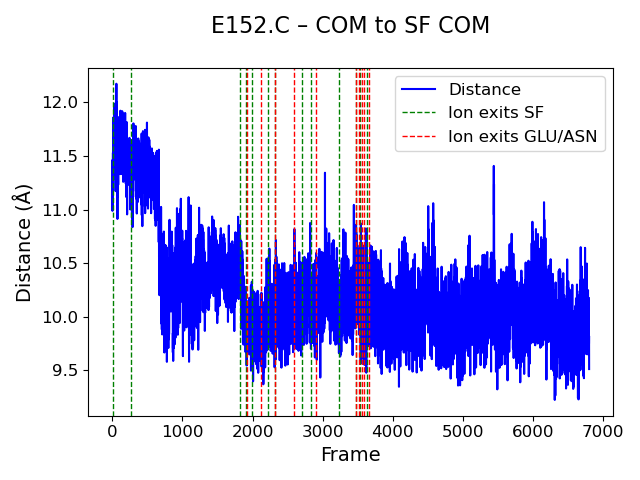 E152.C – COM to SF COM
Distance
Ion exits SF
Ion exits GLU/ASN
12.0
11.5
11.0
10.5
10.0
9.5
Distance (Å)
0 1000 2000 3000 4000 5000 6000 7000
Frame